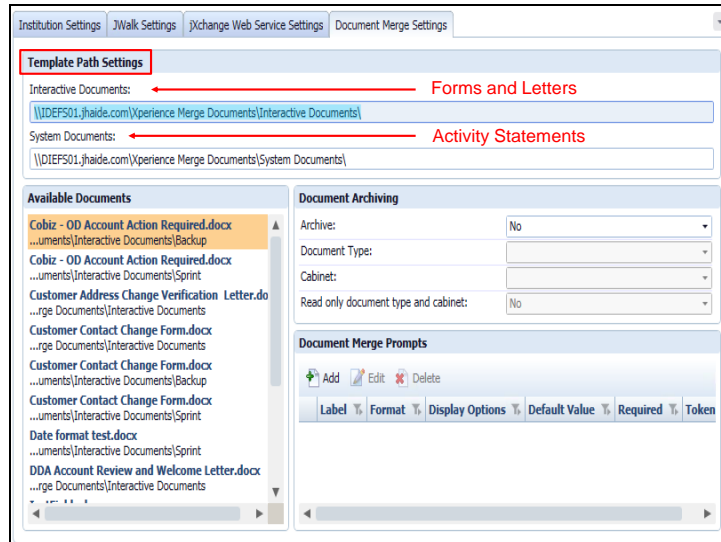 Institution Settings JWalk Settings jXchange Web Service Settings Document Merge Settings
Template Path Settings
Interactive Documents: Forms and Letters
\\IDEFS01.jhaide.com\Xperience Merge Documents\Interactive Documents\
System Documents: Activity Statements
\\DIEFS01.jhaide.com\Xperience Merge Documents\System Documents\
Available Documents
Cobiz - OD Account Action Required.docx
...uments\Interactive Documents\Backup
Cobiz - OD Account Action Required.docx
...uments\Interactive Documents\Sprint
Customer Address Change Verification Letter.do
...rge Documents\Interactive Documents
Customer Contact Change Form.docx
...rge Documents\Interactive Documents
Customer Contact Change Form.docx
...uments\Interactive Documents\Backup
Customer Contact Change Form.docx
...uments\Interactive Documents\Sprint
Date format test.docx
...uments\Interactive Documents\Sprint
DDA Account Review and Welcome Letter.docx
...rge Documents\Interactive Documents
Document Archiving
Archive: No
Document Type:
Cabinet:
Read only document type and cabinet: No
Document Merge Prompts
Add Edit Delete
Label Format Display Options Default Value Required Token